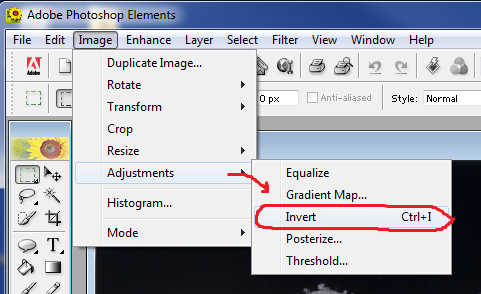 Adobe Photoshop Elements
File Edit Image Enhance Layer Select Filter View Window Help
Adobe
0 px Anti-aliased Style: Normal
Duplicate Image...
Rotate
Transform
Crop
Resize
Adjustments
Histogram...
Mode
Equalize
Gradient Map...
Invert Ctrl+I
Posterize...
Threshold...
T